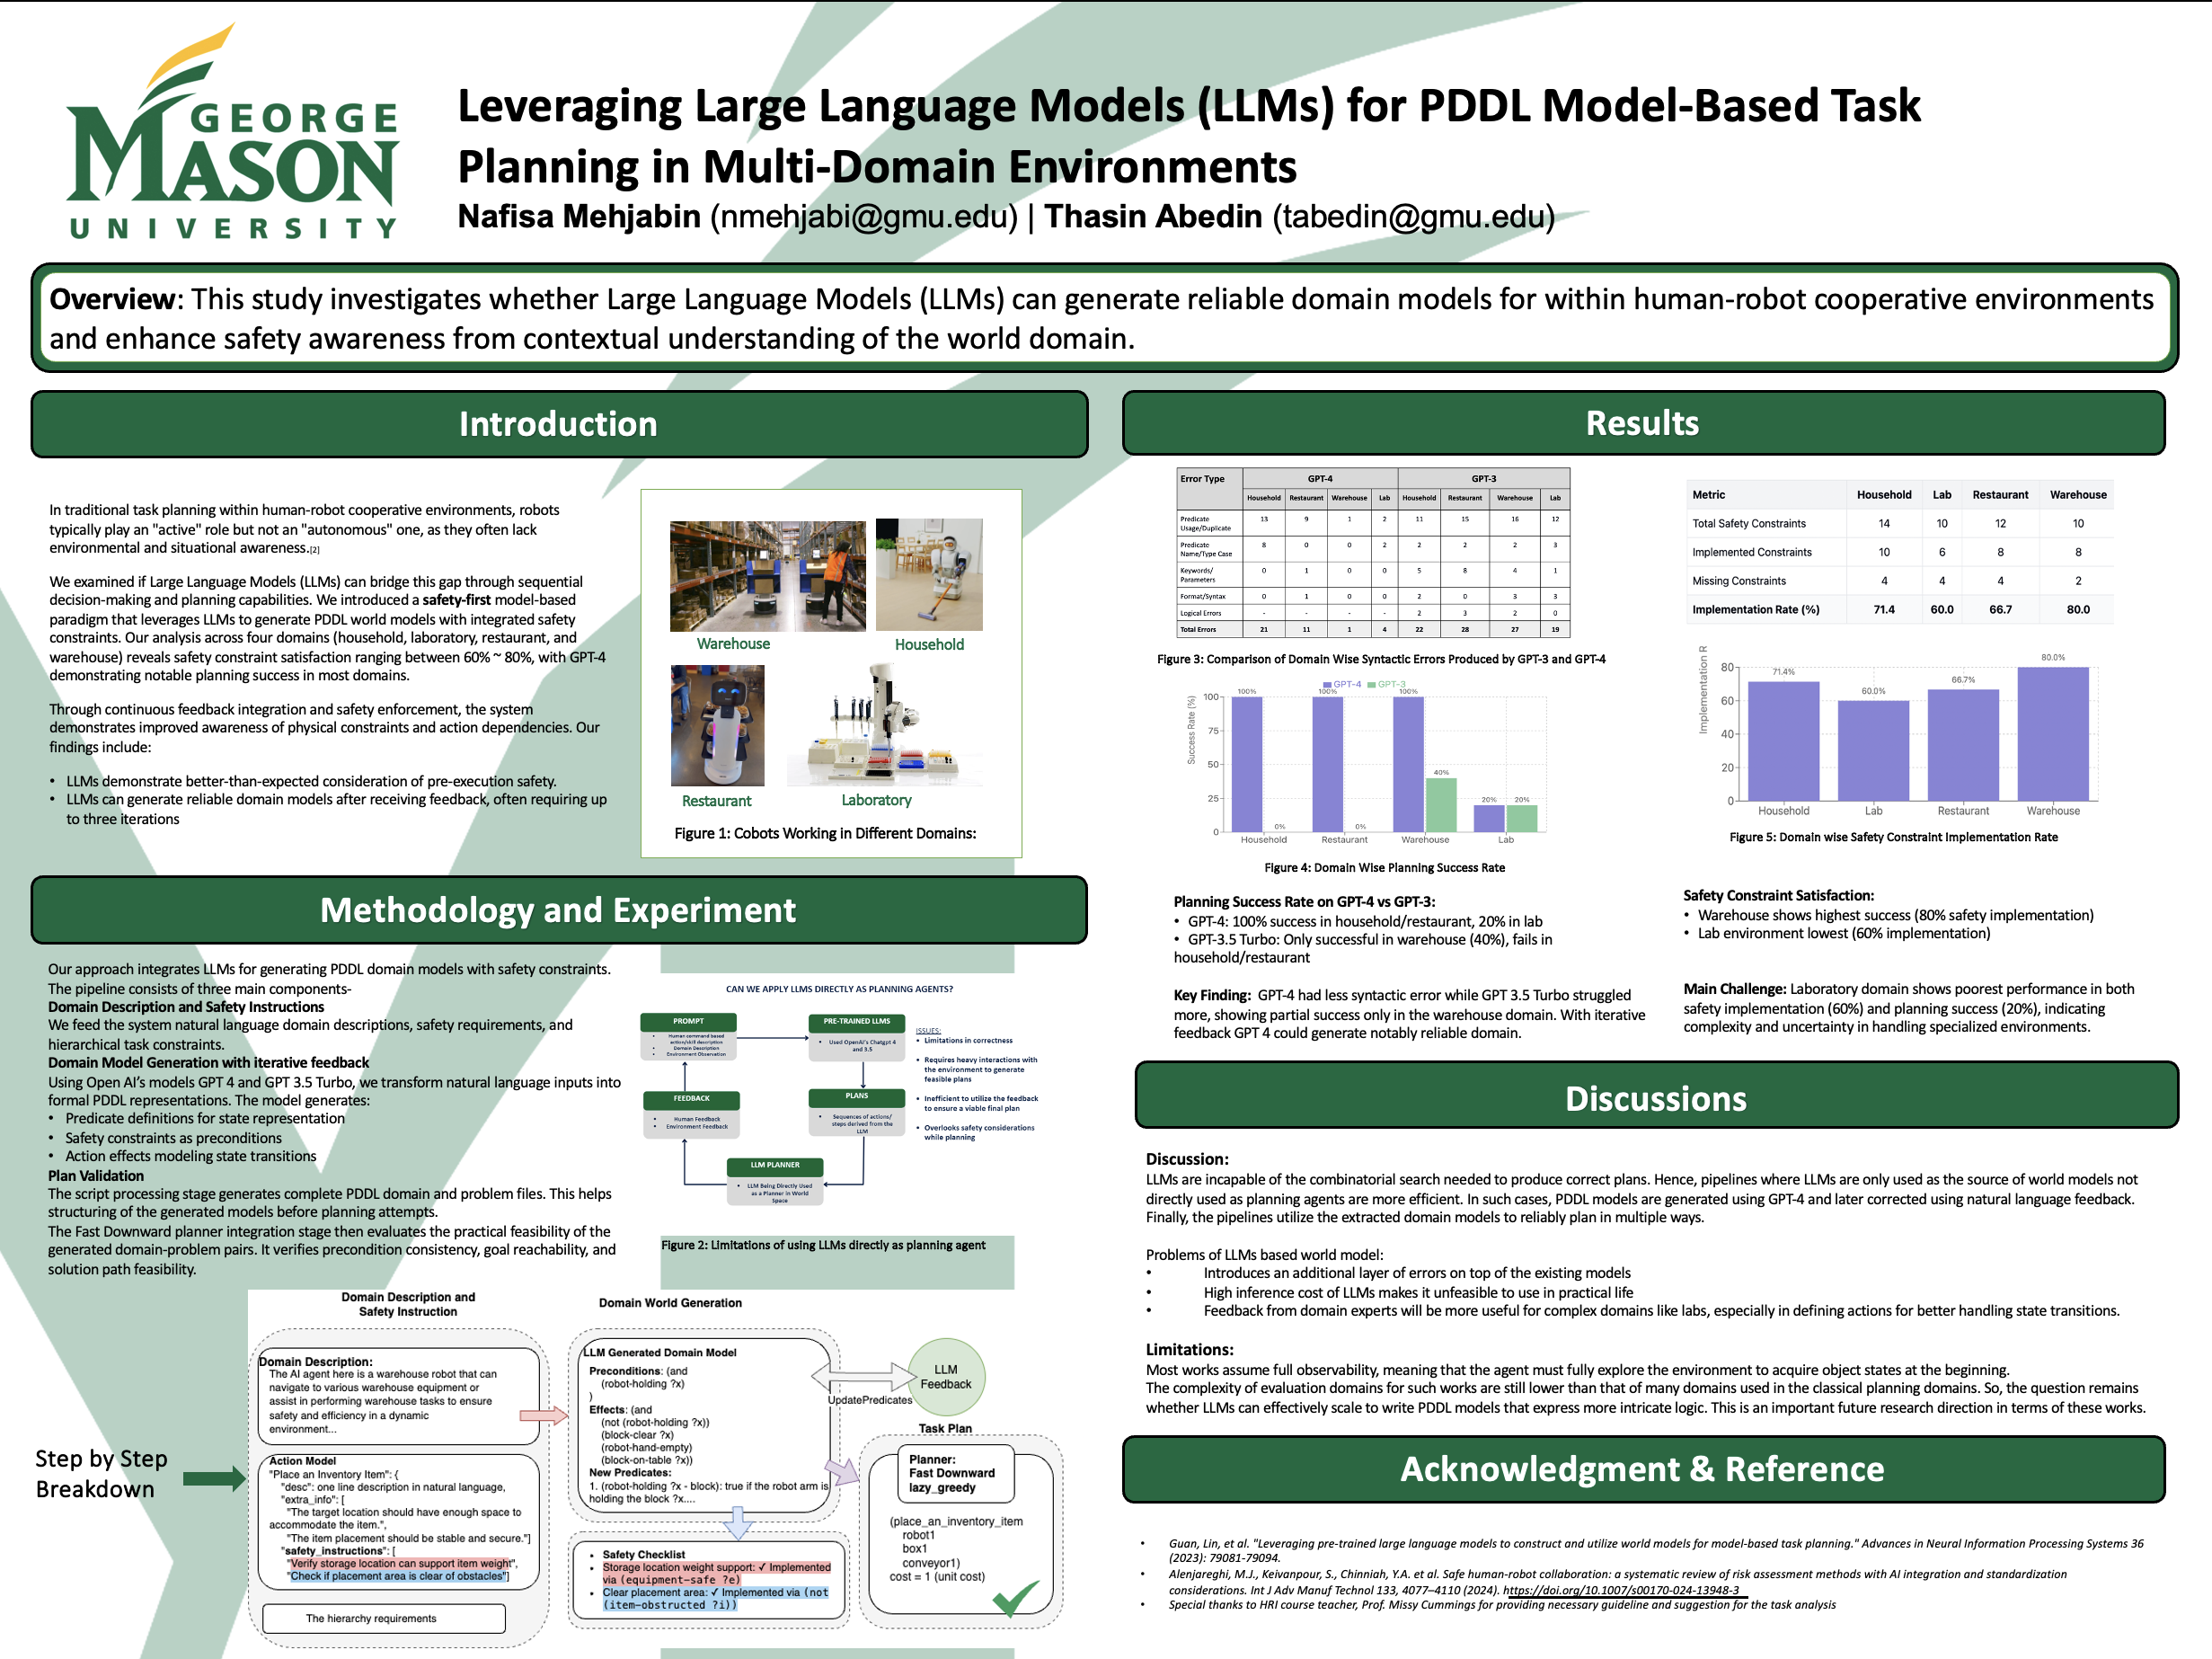 GEORGE
MASON
UNIVERSITY
Leveraging Large Language Models (LLMs) for PDDL Model-Based Task
Planning in Multi-Domain Environments
Nafisa Mehjabin (nmehjabi@gmu.edu) | Thasin Abedin (tabedin@gmu.edu)
Overview: This study investigates whether Large Language Models (LLMs) can generate reliable domain models for within human-robot cooperative environments
and enhance safety awareness from contextual understanding of the world domain.
Introduction
In traditional task planning within human-robot cooperative environments, robots
typically play an "active" role but not an "autonomous" one, as they often lack
environmental and situational awareness.[2]
We examined if Large Language Models (LLMs) can bridge this gap through sequential
decision-making and planning capabilities. We introduced a safety-first model-based
paradigm that leverages LLMs to generate PDDL world models with integrated safety
constraints. Our analysis across four domains (household, laboratory, restaurant, and
warehouse) reveals safety constraint satisfaction ranging between 60% ~ 80%, with GPT-4
demonstrating notable planning success in most domains.
Through continuous feedback integration and safety enforcement, the system
demonstrates improved awareness of physical constraints and action dependencies. Our
findings include:
• LLMs demonstrate better-than-expected consideration of pre-execution safety.
• LLMs can generate reliable domain models after receiving feedback, often requiring up
to three iterations
Warehouse
Household
Restaurant
Laboratory
Figure 1: Cobots Working in Different Domains:
Methodology and Experiment
Our approach integrates LLMs for generating PDDL domain models with safety constraints.
The pipeline consists of three main components-
Domain Description and Safety Instructions
We feed the system natural language domain descriptions, safety requirements, and
hierarchical task constraints.
Domain Model Generation with iterative feedback
Using Open AI's models GPT 4 and GPT 3.5 Turbo, we transform natural language inputs into
formal PDDL representations. The model generates:
• Predicate definitions for state representation
• Safety constraints as preconditions
• Action effects modeling state transitions
Plan Validation
The script processing stage generates complete PDDL domain and problem files. This helps
structuring of the generated models before planning attempts.
The Fast Downward planner integration stage then evaluates the practical feasibility of the
generated domain-problem pairs. It verifies precondition consistency, goal reachability, and
solution path feasibility.
CAN WE APPLY LLMS DIRECTLY AS PLANNING AGENTS?
PROMPT
• Human command based
action/skill description
• Domain Description
• Environment Observation
PRE-TRAINED LLMS
• Used OpenAI's Chatgpt 4
and 3.5
FEEDBACK
• Human Feedback
• Environment Feedback
PLANS
• Sequences of actions/
steps derived from the
LLM
LLM PLANNER
• LLM Being Directly Used
as a Planner in World
Space
ISSUES:
• Limitations in correctness
• Requires heavy interactions with
the environment to generate
feasible plans
• Inefficient to utilize the feedback
to ensure a viable final plan
• Overlooks safety considerations
while planning
Figure 2: Limitations of using LLMs directly as planning agent
Step by Step
Breakdown
Domain Description and
Safety Instruction
Domain Description:
The AI agent here is a warehouse robot that can
navigate to various warehouse equipment or
assist in performing warehouse tasks to ensure
safety and efficiency in a dynamic
environment...
Action Model
"Place an Inventory Item": {
"desc": one line description in natural language,
"extra_info": [
"The target location should have enough space to
accommodate the item.",
"The item placement should be stable and secure."]
"safety_instructions": [
"Verify storage location can support item weight",
"Check if placement area is clear of obstacles"]
The hierarchy requirements
Domain World Generation
LLM Generated Domain Model
Preconditions: (and
(robot-holding ?x)
)
Effects: (and
(not (robot-holding ?x))
(block-clear ?x)
(robot-hand-empty)
(block-on-table ?x))
New Predicates:
1. (robot-holding ?x - block): true if the robot arm is
holding the block ?x....
• Safety Checklist
• Storage location weight support: ✓ Implemented
via (equipment-safe ?e)
• Clear placement area: ✓ Implemented via (not
(item-obstructed ?i))
LLM
Feedback
UpdatePredicates
Task Plan
Planner:
Fast Downward
lazy_greedy
(place_an_inventory_item
robot1
box1
conveyor1)
cost = 1 (unit cost)
Results
Error Type GPT-4 GPT-3
Household Restaurant Warehouse Lab Household Restaurant Warehouse Lab
Predicate
Usage/Duplicate 13 9 1 2 11 15 16 12
Predicate
Name/Type Case 8 0 0 2 2 2 2 3
Keywords/
Parameters 0 1 0 0 5 8 4 1
Format/Syntax 0 1 0 0 2 0 3 3
Logical Errors - - - - 2 3 2 0
Total Errors 21 11 1 4 22 28 27 19
Figure 3: Comparison of Domain Wise Syntactic Errors Produced by GPT-3 and GPT-4
GPT-4 GPT-3
Success Rate (%)
100
75
50
25
0
100% 0% 100% 0% 100% 40% 20% 20%
Household Restaurant Warehouse Lab
Figure 4: Domain Wise Planning Success Rate
Planning Success Rate on GPT-4 vs GPT-3:
• GPT-4: 100% success in household/restaurant, 20% in lab
• GPT-3.5 Turbo: Only successful in warehouse (40%), fails in
household/restaurant
Key Finding: GPT-4 had less syntactic error while GPT 3.5 Turbo struggled
more, showing partial success only in the warehouse domain. With iterative
feedback GPT 4 could generate notably reliable domain.
Metric Household Lab Restaurant Warehouse
Total Safety Constraints 14 10 12 10
Implemented Constraints 10 6 8 8
Missing Constraints 4 4 4 2
Implementation Rate (%) 71.4 60.0 66.7 80.0
Implementation R
80
60
40
20
0
71.4% 60.0% 66.7% 80.0%
Household Lab Restaurant Warehouse
Figure 5: Domain wise Safety Constraint Implementation Rate
Safety Constraint Satisfaction:
• Warehouse shows highest success (80% safety implementation)
• Lab environment lowest (60% implementation)
Main Challenge: Laboratory domain shows poorest performance in both
safety implementation (60%) and planning success (20%), indicating
complexity and uncertainty in handling specialized environments.
Discussions
Discussion:
LLMs are incapable of the combinatorial search needed to produce correct plans. Hence, pipelines where LLMs are only used as the source of world models not
directly used as planning agents are more efficient. In such cases, PDDL models are generated using GPT-4 and later corrected using natural language feedback.
Finally, the pipelines utilize the extracted domain models to reliably plan in multiple ways.
Problems of LLMs based world model:
• Introduces an additional layer of errors on top of the existing models
• High inference cost of LLMs makes it unfeasible to use in practical life
• Feedback from domain experts will be more useful for complex domains like labs, especially in defining actions for better handling state transitions.
Limitations:
Most works assume full observability, meaning that the agent must fully explore the environment to acquire object states at the beginning.
The complexity of evaluation domains for such works are still lower than that of many domains used in the classical planning domains. So, the question remains
whether LLMs can effectively scale to write PDDL models that express more intricate logic. This is an important future research direction in terms of these works.
Acknowledgment & Reference
• Guan, Lin, et al. "Leveraging pre-trained large language models to construct and utilize world models for model-based task planning." Advances in Neural Information Processing Systems 36
(2023): 79081-79094.
• Alenjareghi, M.J., Keivanpour, S., Chinniah, Y.A. et al. Safe human-robot collaboration: a systematic review of risk assessment methods with AI integration and standardization
considerations. Int J Adv Manuf Technol 133, 4077–4110 (2024). https://doi.org/10.1007/s00170-024-13948-3
• Special thanks to HRI course teacher, Prof. Missy Cummings for providing necessary guideline and suggestion for the task analysis